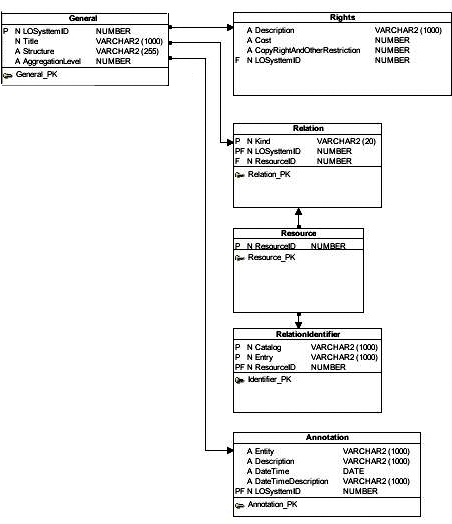 General
P N LOSysttemID NUMBER
N Title VARCHAR2 (1000)
A Structure VARCHAR2 (255)
A AggregationLevel NUMBER
General_PK
Rights
A Description VARCHAR2 (1000)
A Cost NUMBER
A CopyRightAndOtherRestriction NUMBER
F N LOSysttemID NUMBER
Relation
P N Kind VARCHAR2 (20)
PF N LOSysttemID NUMBER
F N ResourceID NUMBER
Relation_PK
Resource
P N ResourceID NUMBER
Resource_PK
RelationIdentifier
P N Catalog VARCHAR2 (1000)
P N Entry VARCHAR2 (1000)
PF N ResourceID NUMBER
Identifier_PK
Annotation
A Entity VARCHAR2 (1000)
A Description VARCHAR2 (1000)
A DateTime DATE
A DateTimeDescription VARCHAR2 (1000)
PF N LOSysttemID NUMBER
Annotation_PK